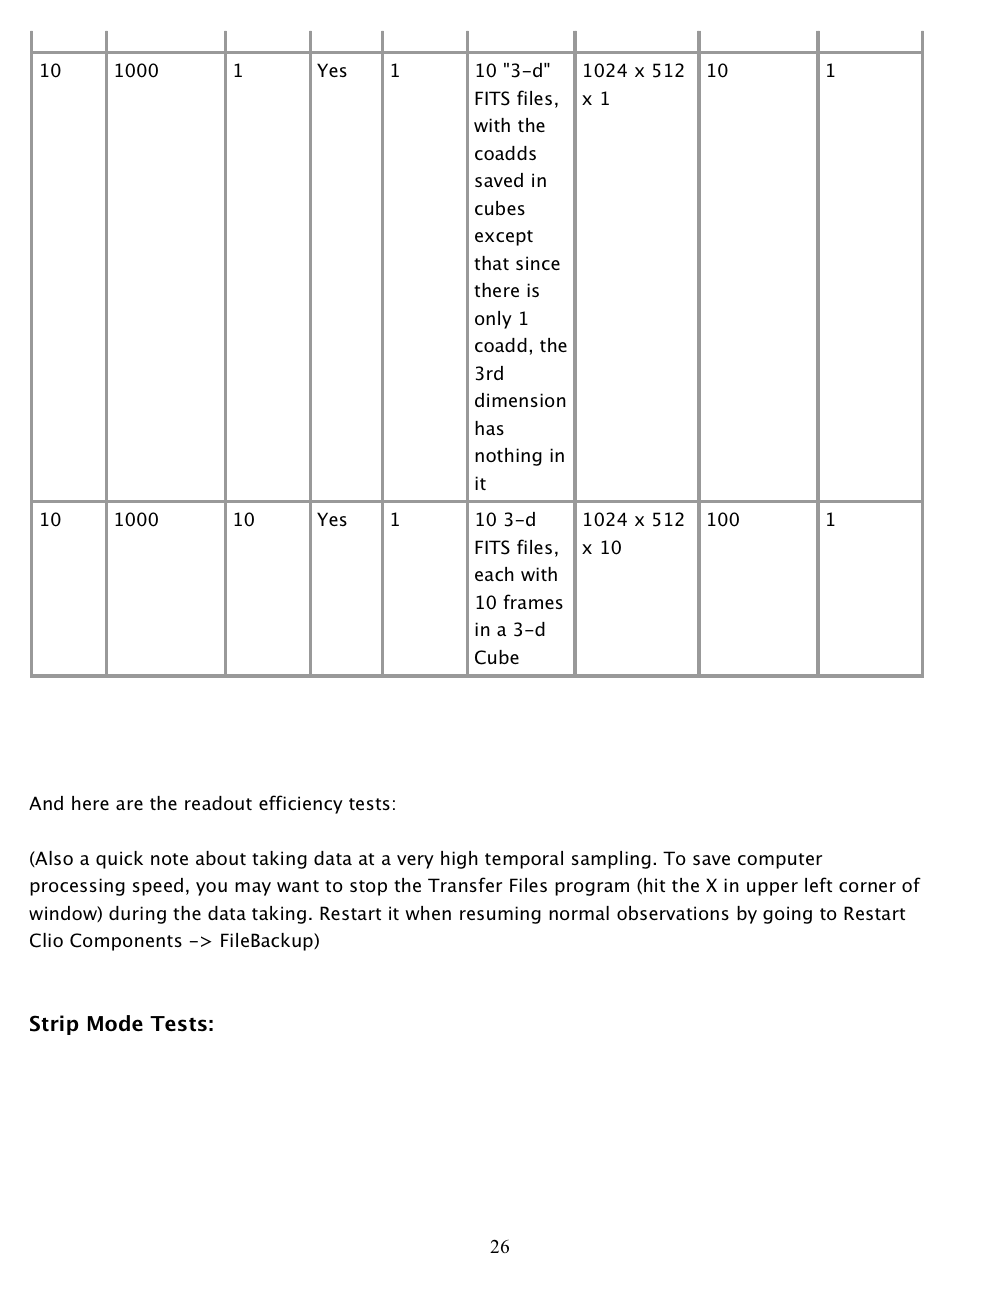 10 1000 1 Yes 1 10 "3-d" 1024 x 512 10 1
FITS files, x 1
with the
coadds
saved in
cubes
except
that since
there is
only 1
coadd, the
3rd
dimension
has
nothing in
it
10 1000 10 Yes 1 10 3-d 1024 x 512 100 1
FITS files, x 10
each with
10 frames
in a 3-d
Cube
And here are the readout efficiency tests:
(Also a quick note about taking data at a very high temporal sampling. To save computer
processing speed, you may want to stop the Transfer Files program (hit the X in upper left corner of
window) during the data taking. Restart it when resuming normal observations by going to Restart
Clio Components -> FileBackup)
Strip Mode Tests:
26